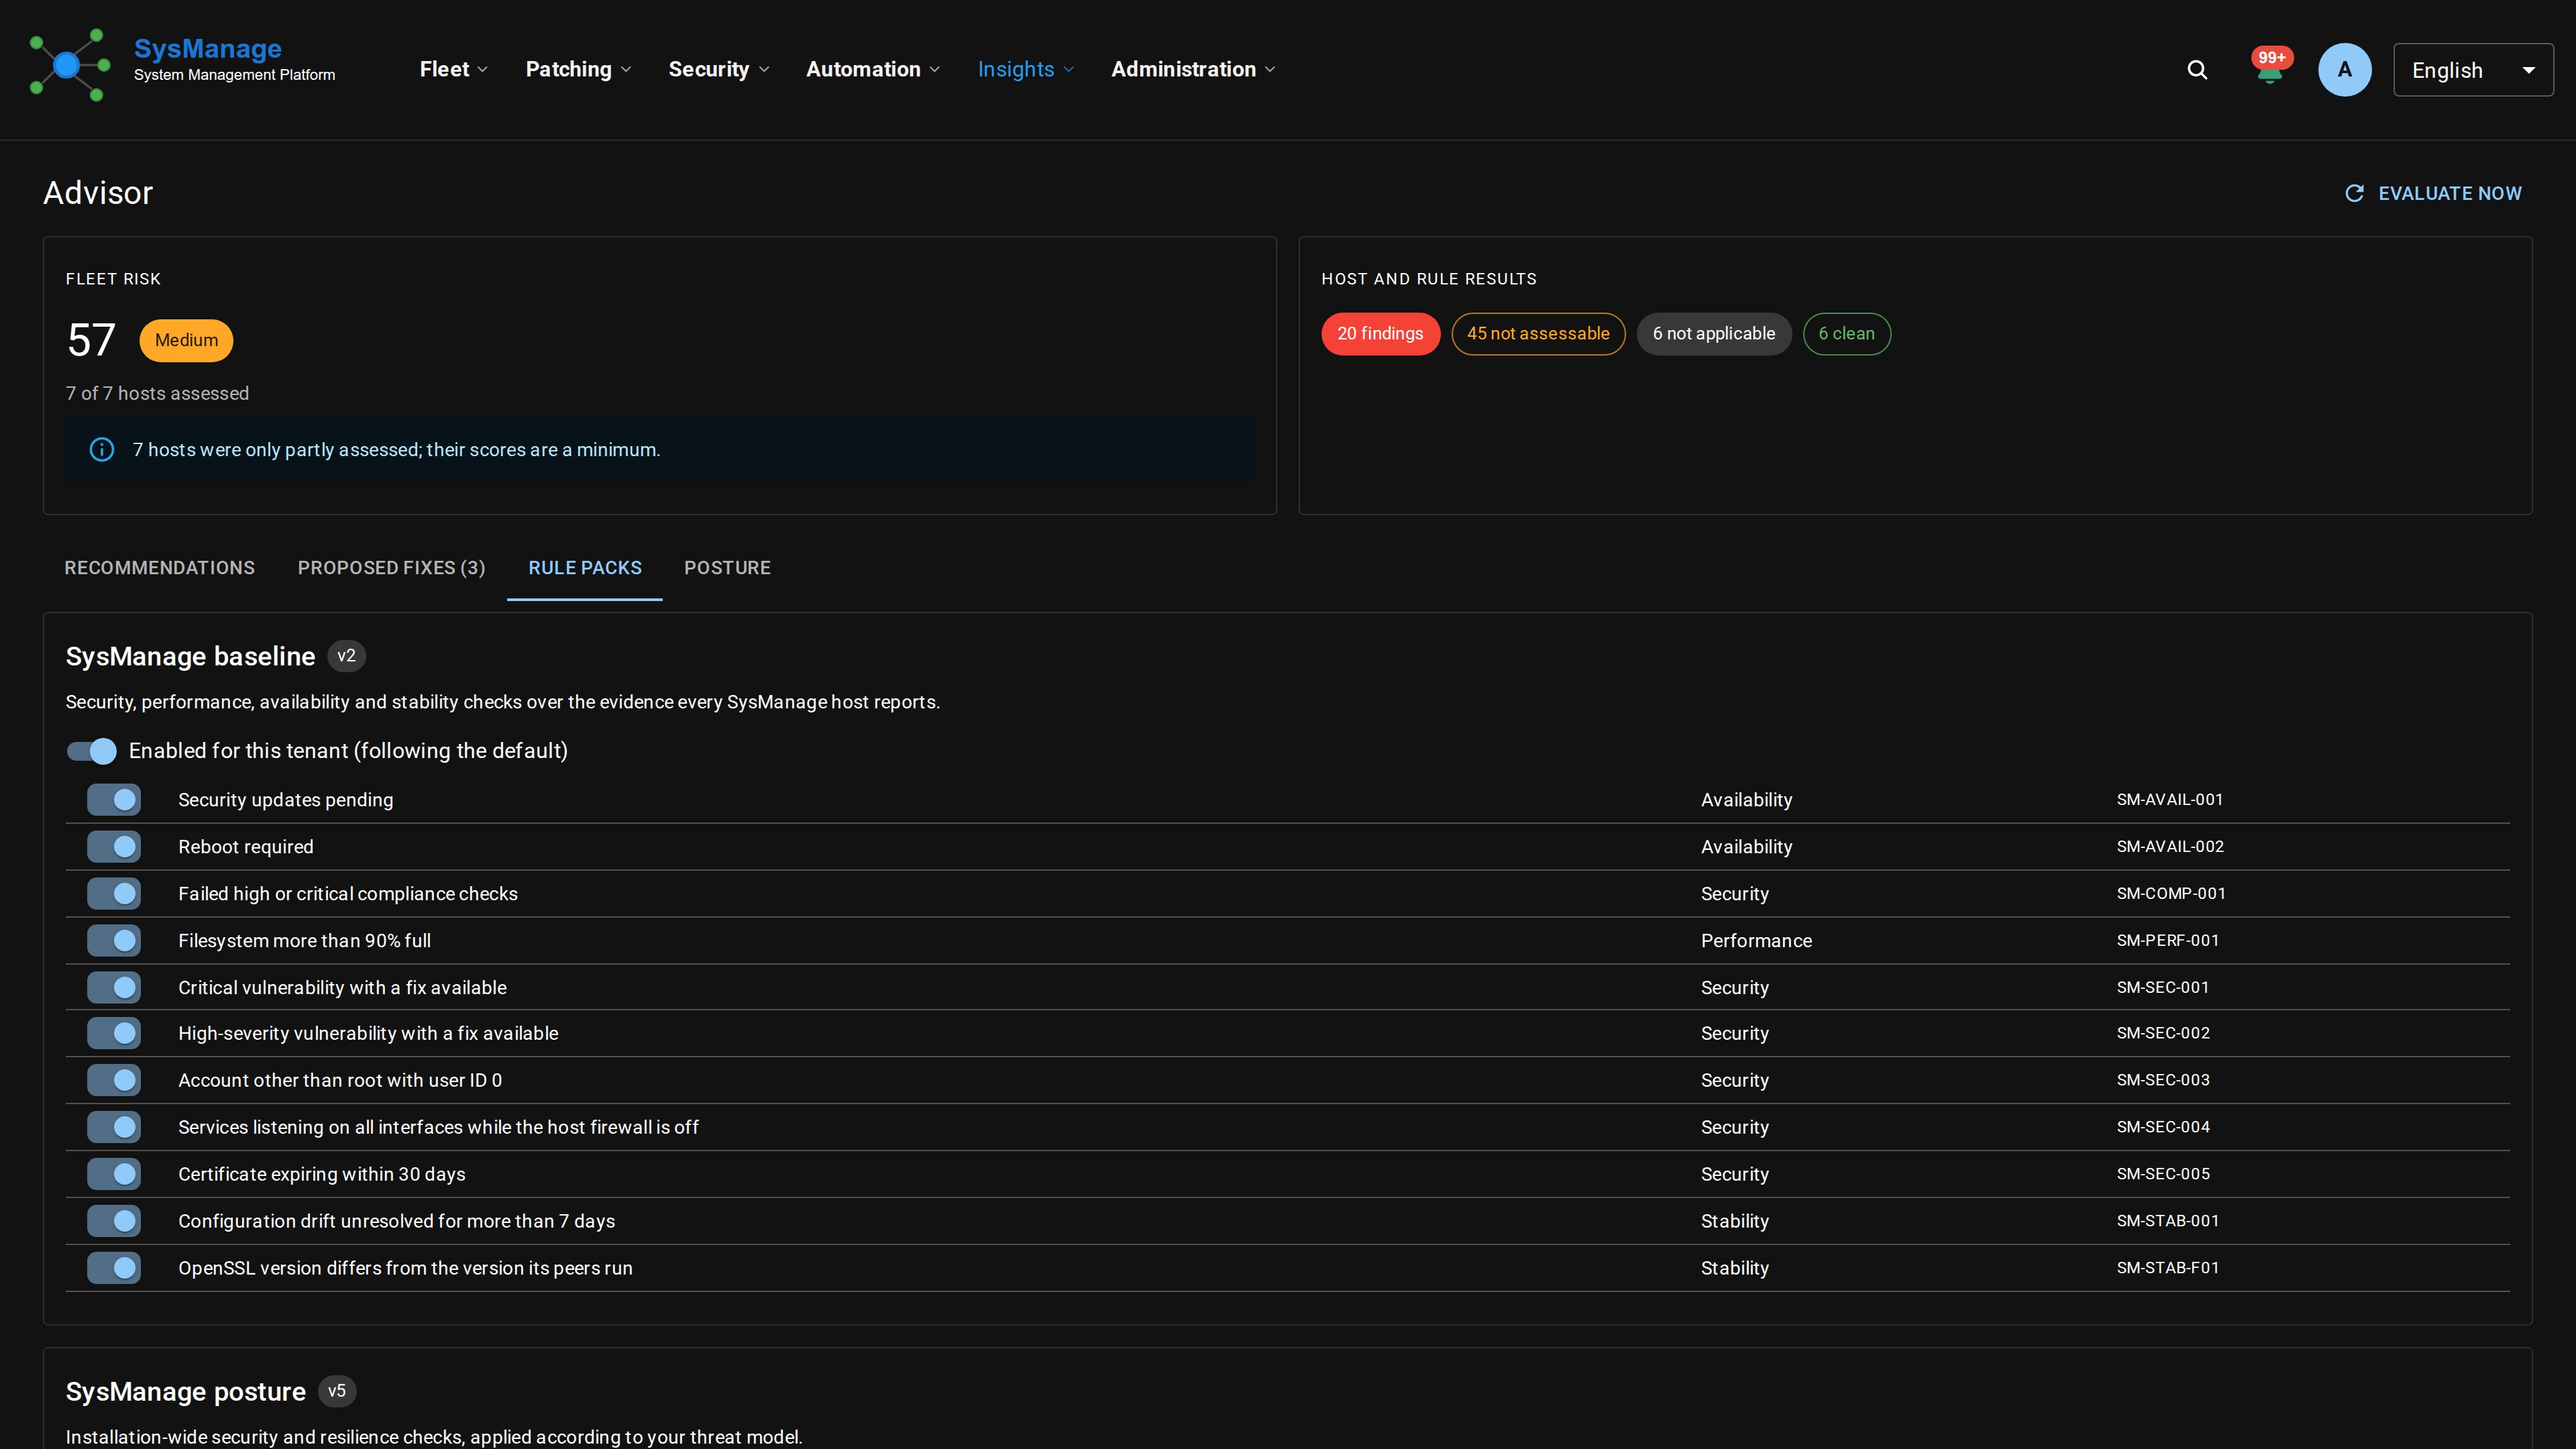 SysManage
System Management Platform
Fleet
Patching
Security
Automation
Insights
Administration
99+
A
English
Advisor
EVALUATE NOW
FLEET RISK
57 Medium
7 of 7 hosts assessed
7 hosts were only partly assessed; their scores are a minimum.
HOST AND RULE RESULTS
20 findings
45 not assessable
6 not applicable
6 clean
RECOMMENDATIONS
PROPOSED FIXES (3)
RULE PACKS
POSTURE
SysManage baseline v2
Security, performance, availability and stability checks over the evidence every SysManage host reports.
Enabled for this tenant (following the default)
Security updates pending Availability SM-AVAIL-001
Reboot required Availability SM-AVAIL-002
Failed high or critical compliance checks Security SM-COMP-001
Filesystem more than 90% full Performance SM-PERF-001
Critical vulnerability with a fix available Security SM-SEC-001
High-severity vulnerability with a fix available Security SM-SEC-002
Account other than root with user ID 0 Security SM-SEC-003
Services listening on all interfaces while the host firewall is off Security SM-SEC-004
Certificate expiring within 30 days Security SM-SEC-005
Configuration drift unresolved for more than 7 days Stability SM-STAB-001
OpenSSL version differs from the version its peers run Stability SM-STAB-F01
SysManage posture v5
Installation-wide security and resilience checks, applied according to your threat model.